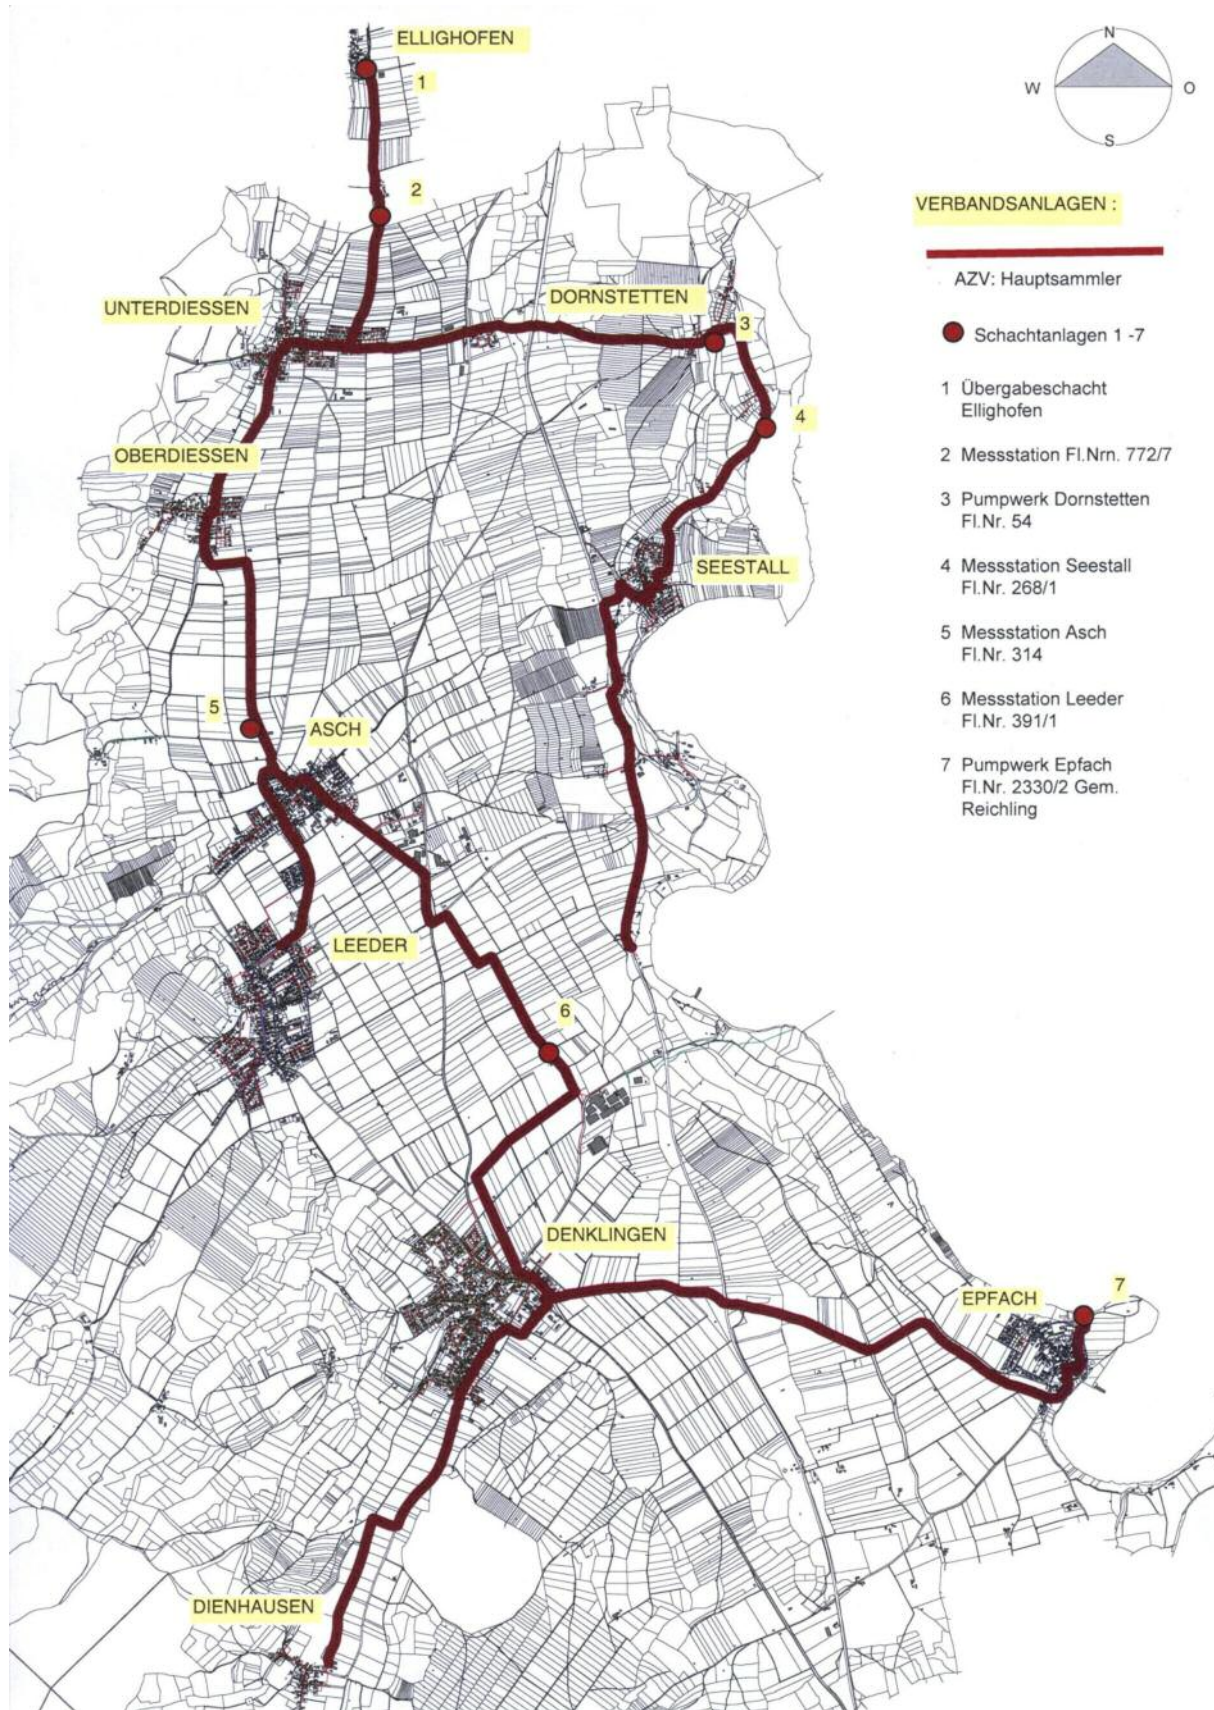 ELLIGHOFEN
1
2
UNTERDIESSEN
DORNSTETTEN
3
OBERDIESSEN
4
SEESTALL
5
ASCH
LEEDER
6
DENKLINGEN
EPFACH
7
DIENHAUSEN
N
W
O
S
VERBANDSANLAGEN :
AZV: Hauptsammler
Schachtanlagen 1 -7
1 Übergabeschacht
Ellighofen
2 Messstation Fl.Nrn. 772/7
3 Pumpwerk Dornstetten
Fl.Nr. 54
4 Messstation Seestall
Fl.Nr. 268/1
5 Messstation Asch
Fl.Nr. 314
6 Messstation Leeder
Fl.Nr. 391/1
7 Pumpwerk Epfach
Fl.Nr. 2330/2 Gem.
Reichling